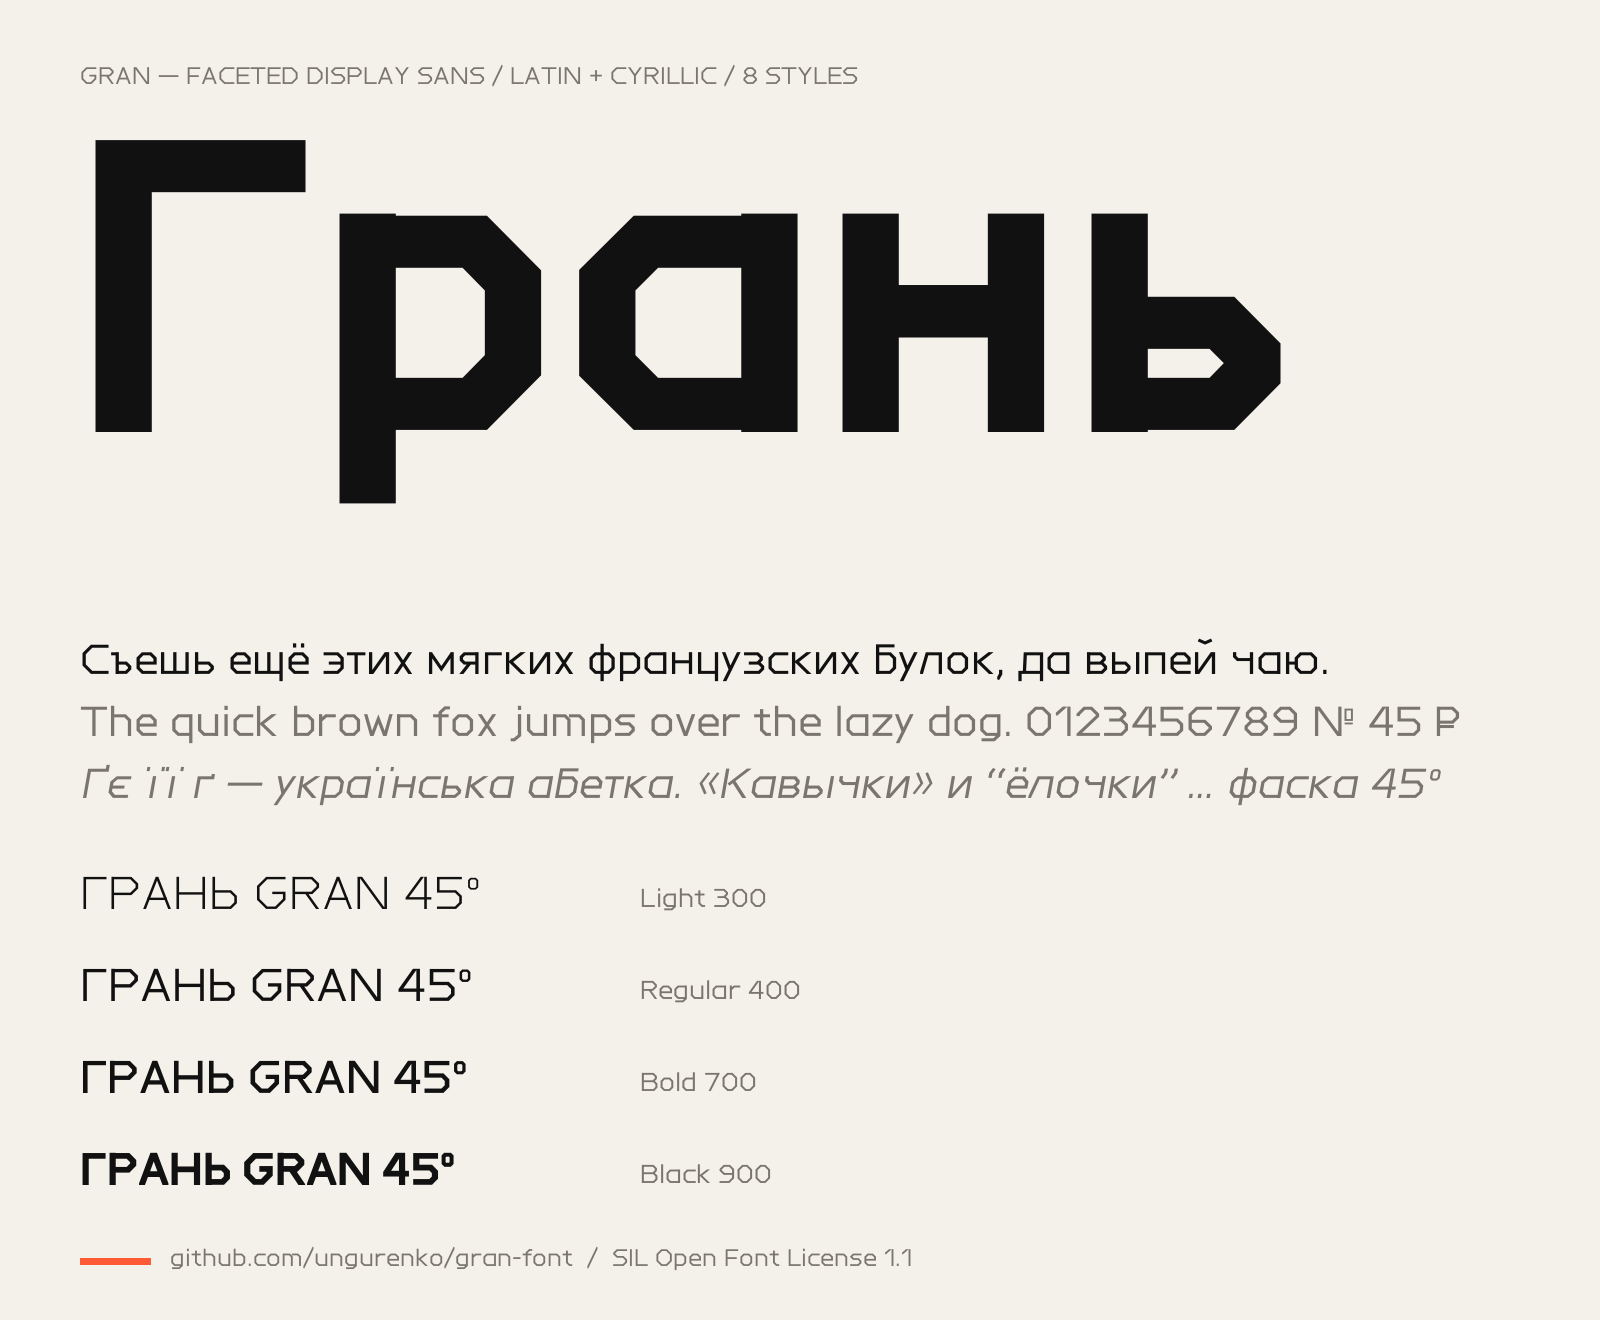 GRAN — FACETED DISPLAY SANS / LATIN + CYRILLIC / 8 STYLES
Грань
Съешь ещё этих мягких французских булок, да выпей чаю.
The quick brown fox jumps over the lazy dog. 0123456789 № 45 ₽
Ґє її ґ — українська абетка. «Кавычки» и “ёлочки” … фаска 45°
ГРАНЬ GRAN 45° Light 300
ГРАНЬ GRAN 45° Regular 400
ГРАНЬ GRAN 45° Bold 700
ГРАНЬ GRAN 45° Black 900
github.com/ungurenko/gran-font / SIL Open Font License 1.1